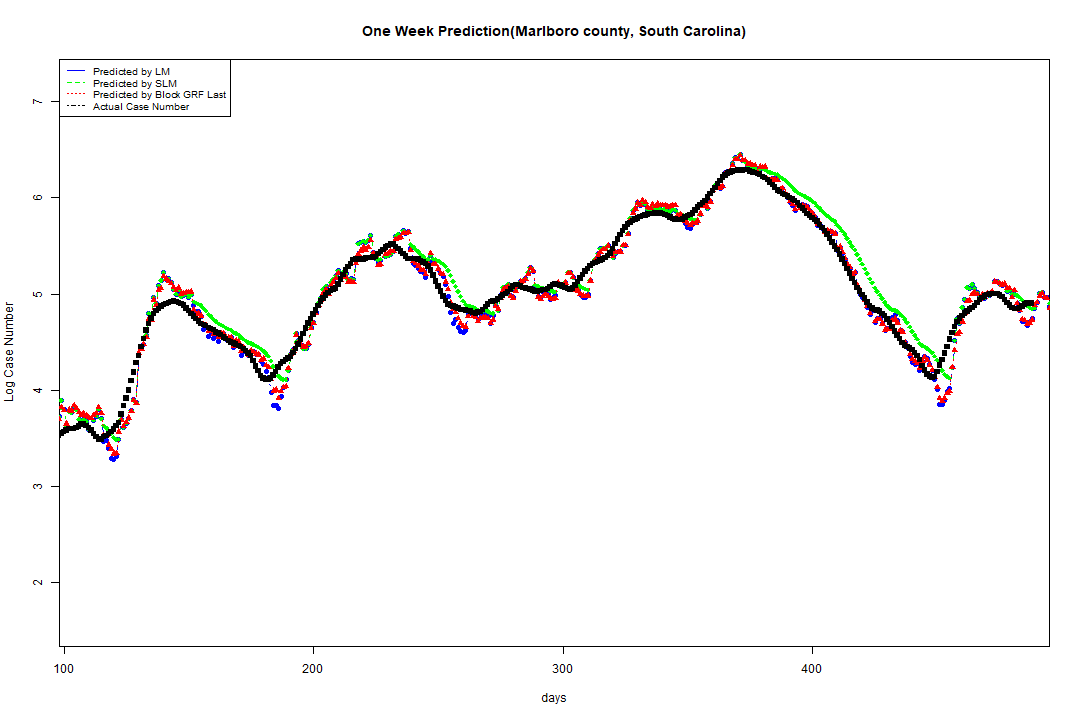 One Week Prediction(Marlboro county, South Carolina)
Predicted by LM
Predicted by SLM
Predicted by Block GRF Last
Actual Case Number
Log Case Number
7
6
5
4
3
2
100
200
300
400
days